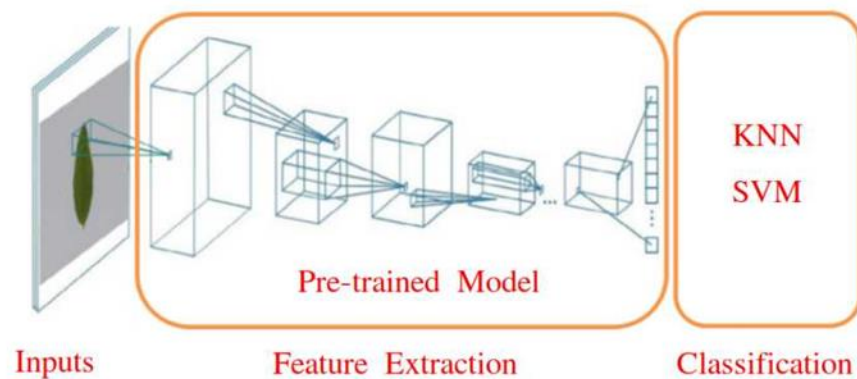 KNN
SVM
Pre-trained Model
Inputs
Feature Extraction
Classification